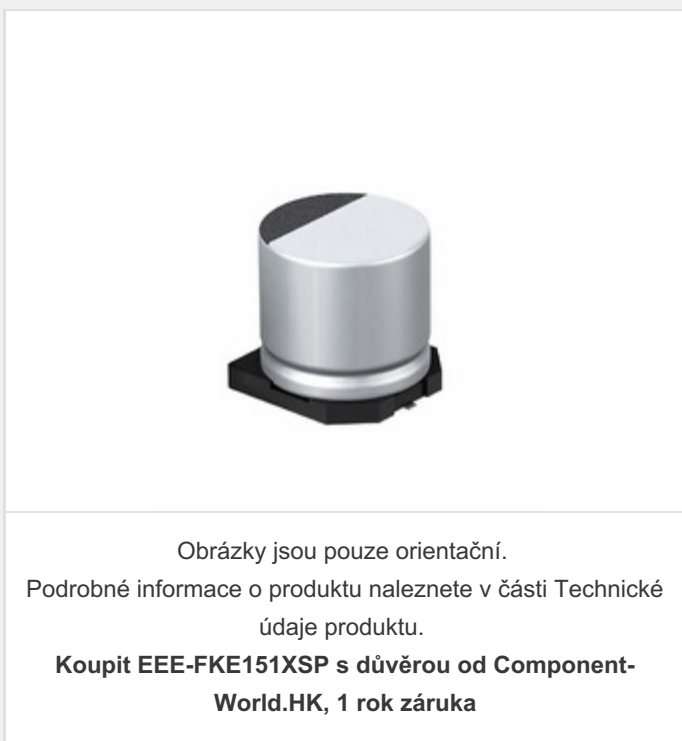 Obrázky jsou pouze orientační.
Podrobné informace o produktu naleznete v části Technické
údaje produktu.
Koupit EEE-FKE151XSP s důvěrou od Component-
World.HK, 1 rok záruka